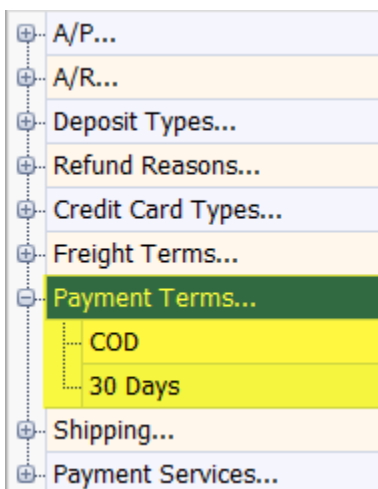 A/P...
A/R...
Deposit Types...
Refund Reasons...
Credit Card Types...
Freight Terms...
Payment Terms...
COD
30 Days
Shipping...
Payment Services...